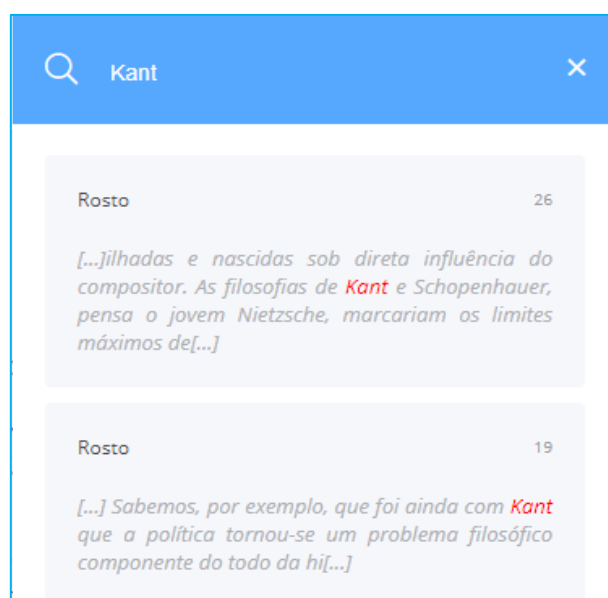 Kant
Rosto 26
[...]ilhadas e nascidas sob direta influência do
compositor. As filosofias de Kant e Schopenhauer,
pensa o jovem Nietzsche, marcariam os limites
máximos de[...]
Rosto 19
[...] Sabemos, por exemplo, que foi ainda com Kant
que a política tornou-se um problema filosófico
componente do todo da hi[...]